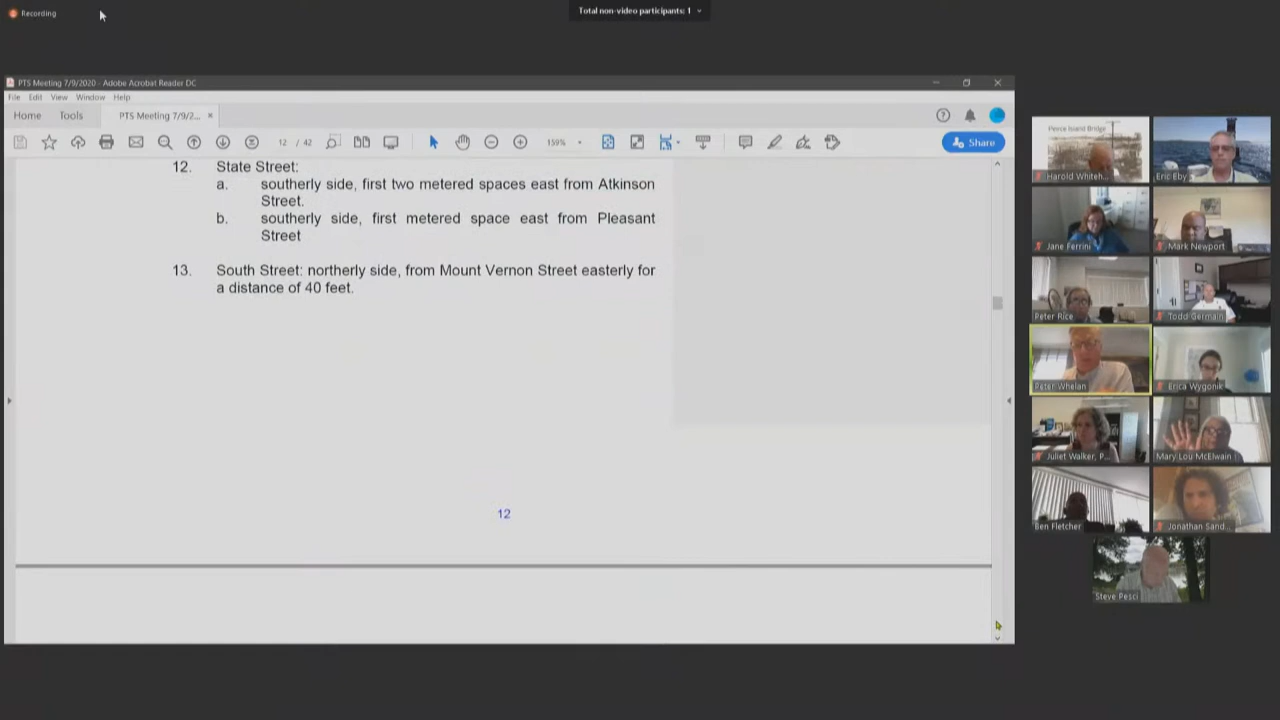 Recording
Total non-video participants: 1
PTS Meeting 7/9/2020 - Adobe Acrobat Reader DC
File Edit View Window Help
Home Tools PTS Meeting 7/9/2... ×
12 / 42 159% Share
12. State Street:
a. southerly side, first two metered spaces east from Atkinson
Street.
b. southerly side, first metered space east from Pleasant
Street
13. South Street: northerly side, from Mount Vernon Street easterly for
a distance of 40 feet.
12
Peirce Island Bridge
Harold Whiteh...
Eric Eby
Jane Ferrini
Mark Newport
Peter Rice
Todd Germain
Peter Whelan
Erica Wygonik
Juliet Walker, P...
Mary Lou McElwain
Ben Fletcher
Jonathan Sand...
Steve Pesci